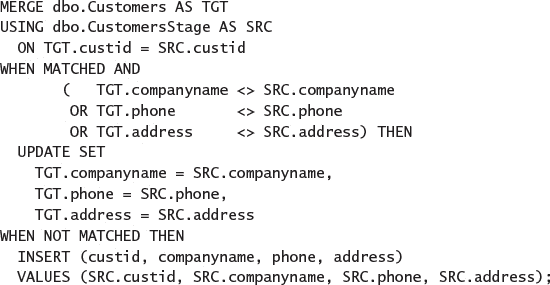 MERGE dbo.Customers AS TGT
USING dbo.CustomersStage AS SRC
  ON TGT.custid = SRC.custid
WHEN MATCHED AND
       (   TGT.companyname <> SRC.companyname
        OR TGT.phone       <> SRC.phone
        OR TGT.address     <> SRC.address) THEN
  UPDATE SET
    TGT.companyname = SRC.companyname,
    TGT.phone = SRC.phone,
    TGT.address = SRC.address
WHEN NOT MATCHED THEN
  INSERT (custid, companyname, phone, address)
  VALUES (SRC.custid, SRC.companyname, SRC.phone, SRC.address);